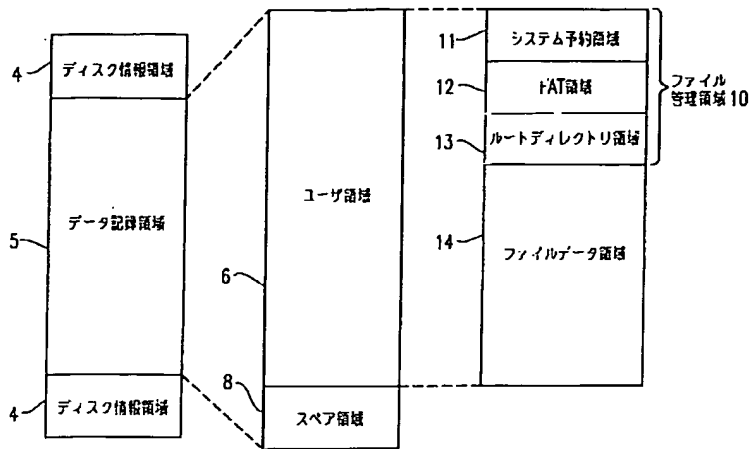 4
ディスク情報領域
5
データ記録領域
4
ディスク情報領域
6
ユーザ領域
8
スペア領域
11
システム予約領域
12
FAT領域
13
ルートディレクトリ領域
14
ファイルデータ領域
ファイル
管理領域10